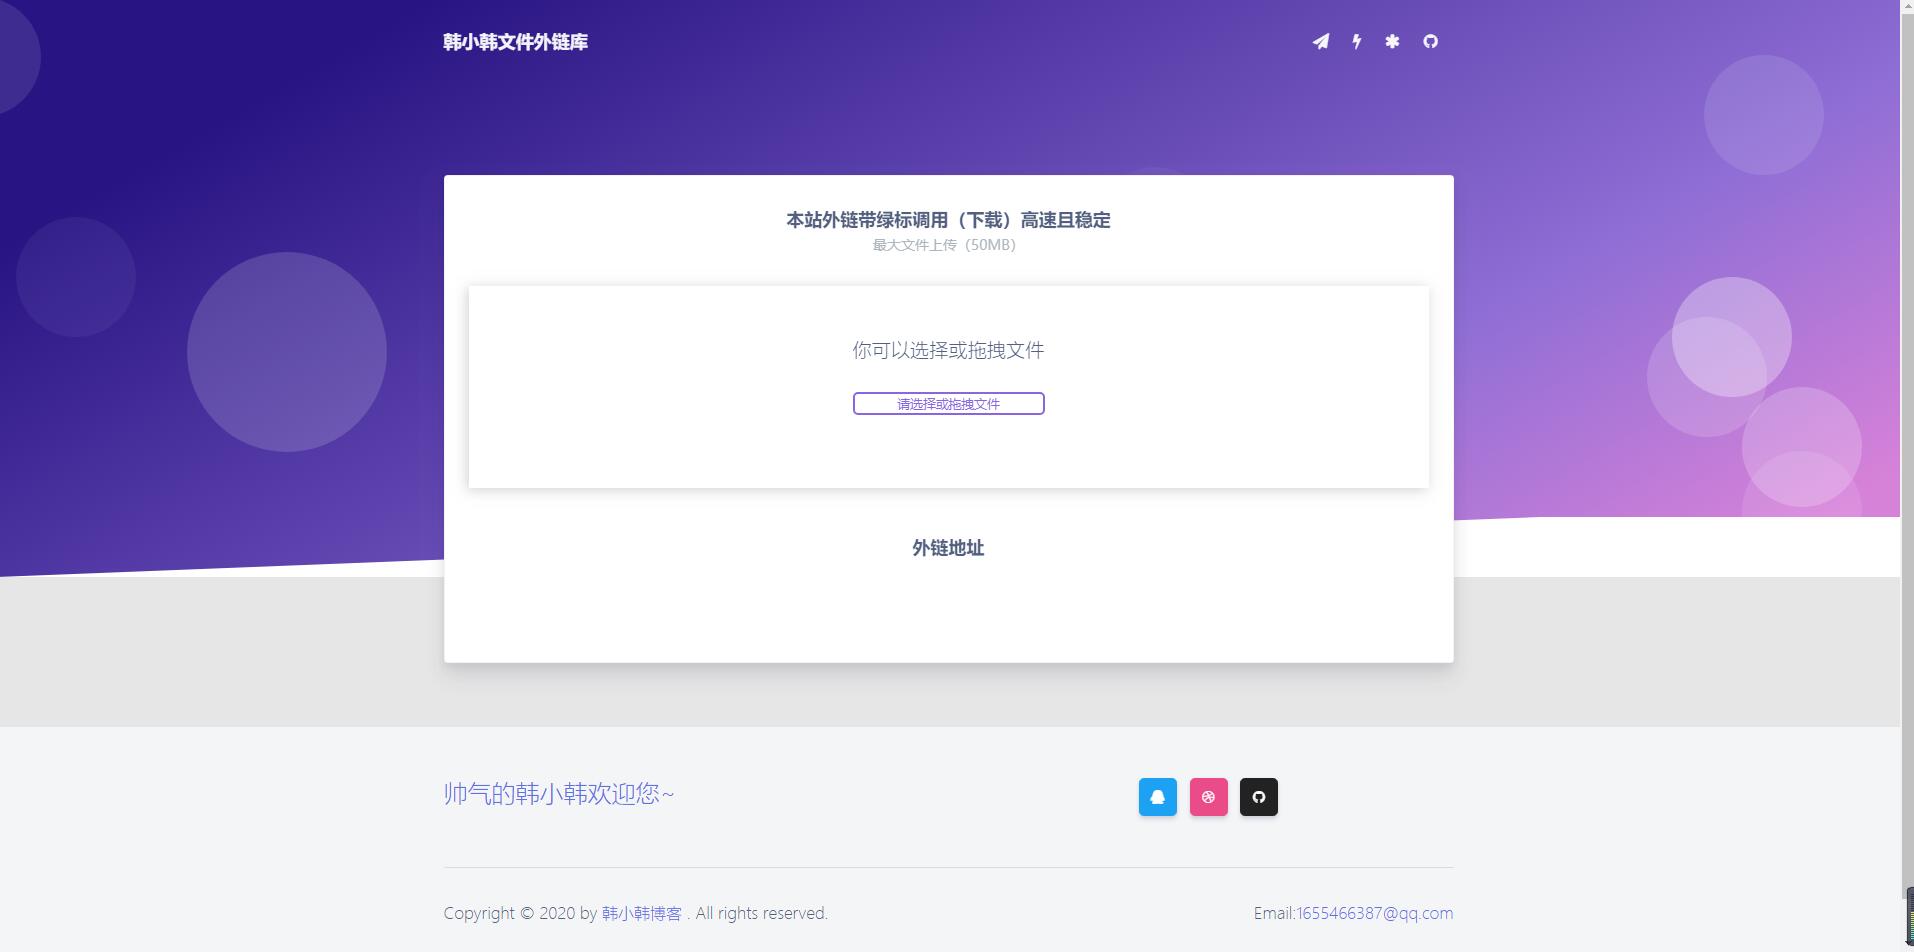 韩小韩文件外链库
本站外链带绿标调用（下载）高速且稳定
最大文件上传（50MB）
你可以选择或拖拽文件
请选择或拖拽文件
外链地址
帅气的韩小韩欢迎您~
Copyright © 2020 by 韩小韩博客 . All rights reserved.
Email:1655466387@qq.com